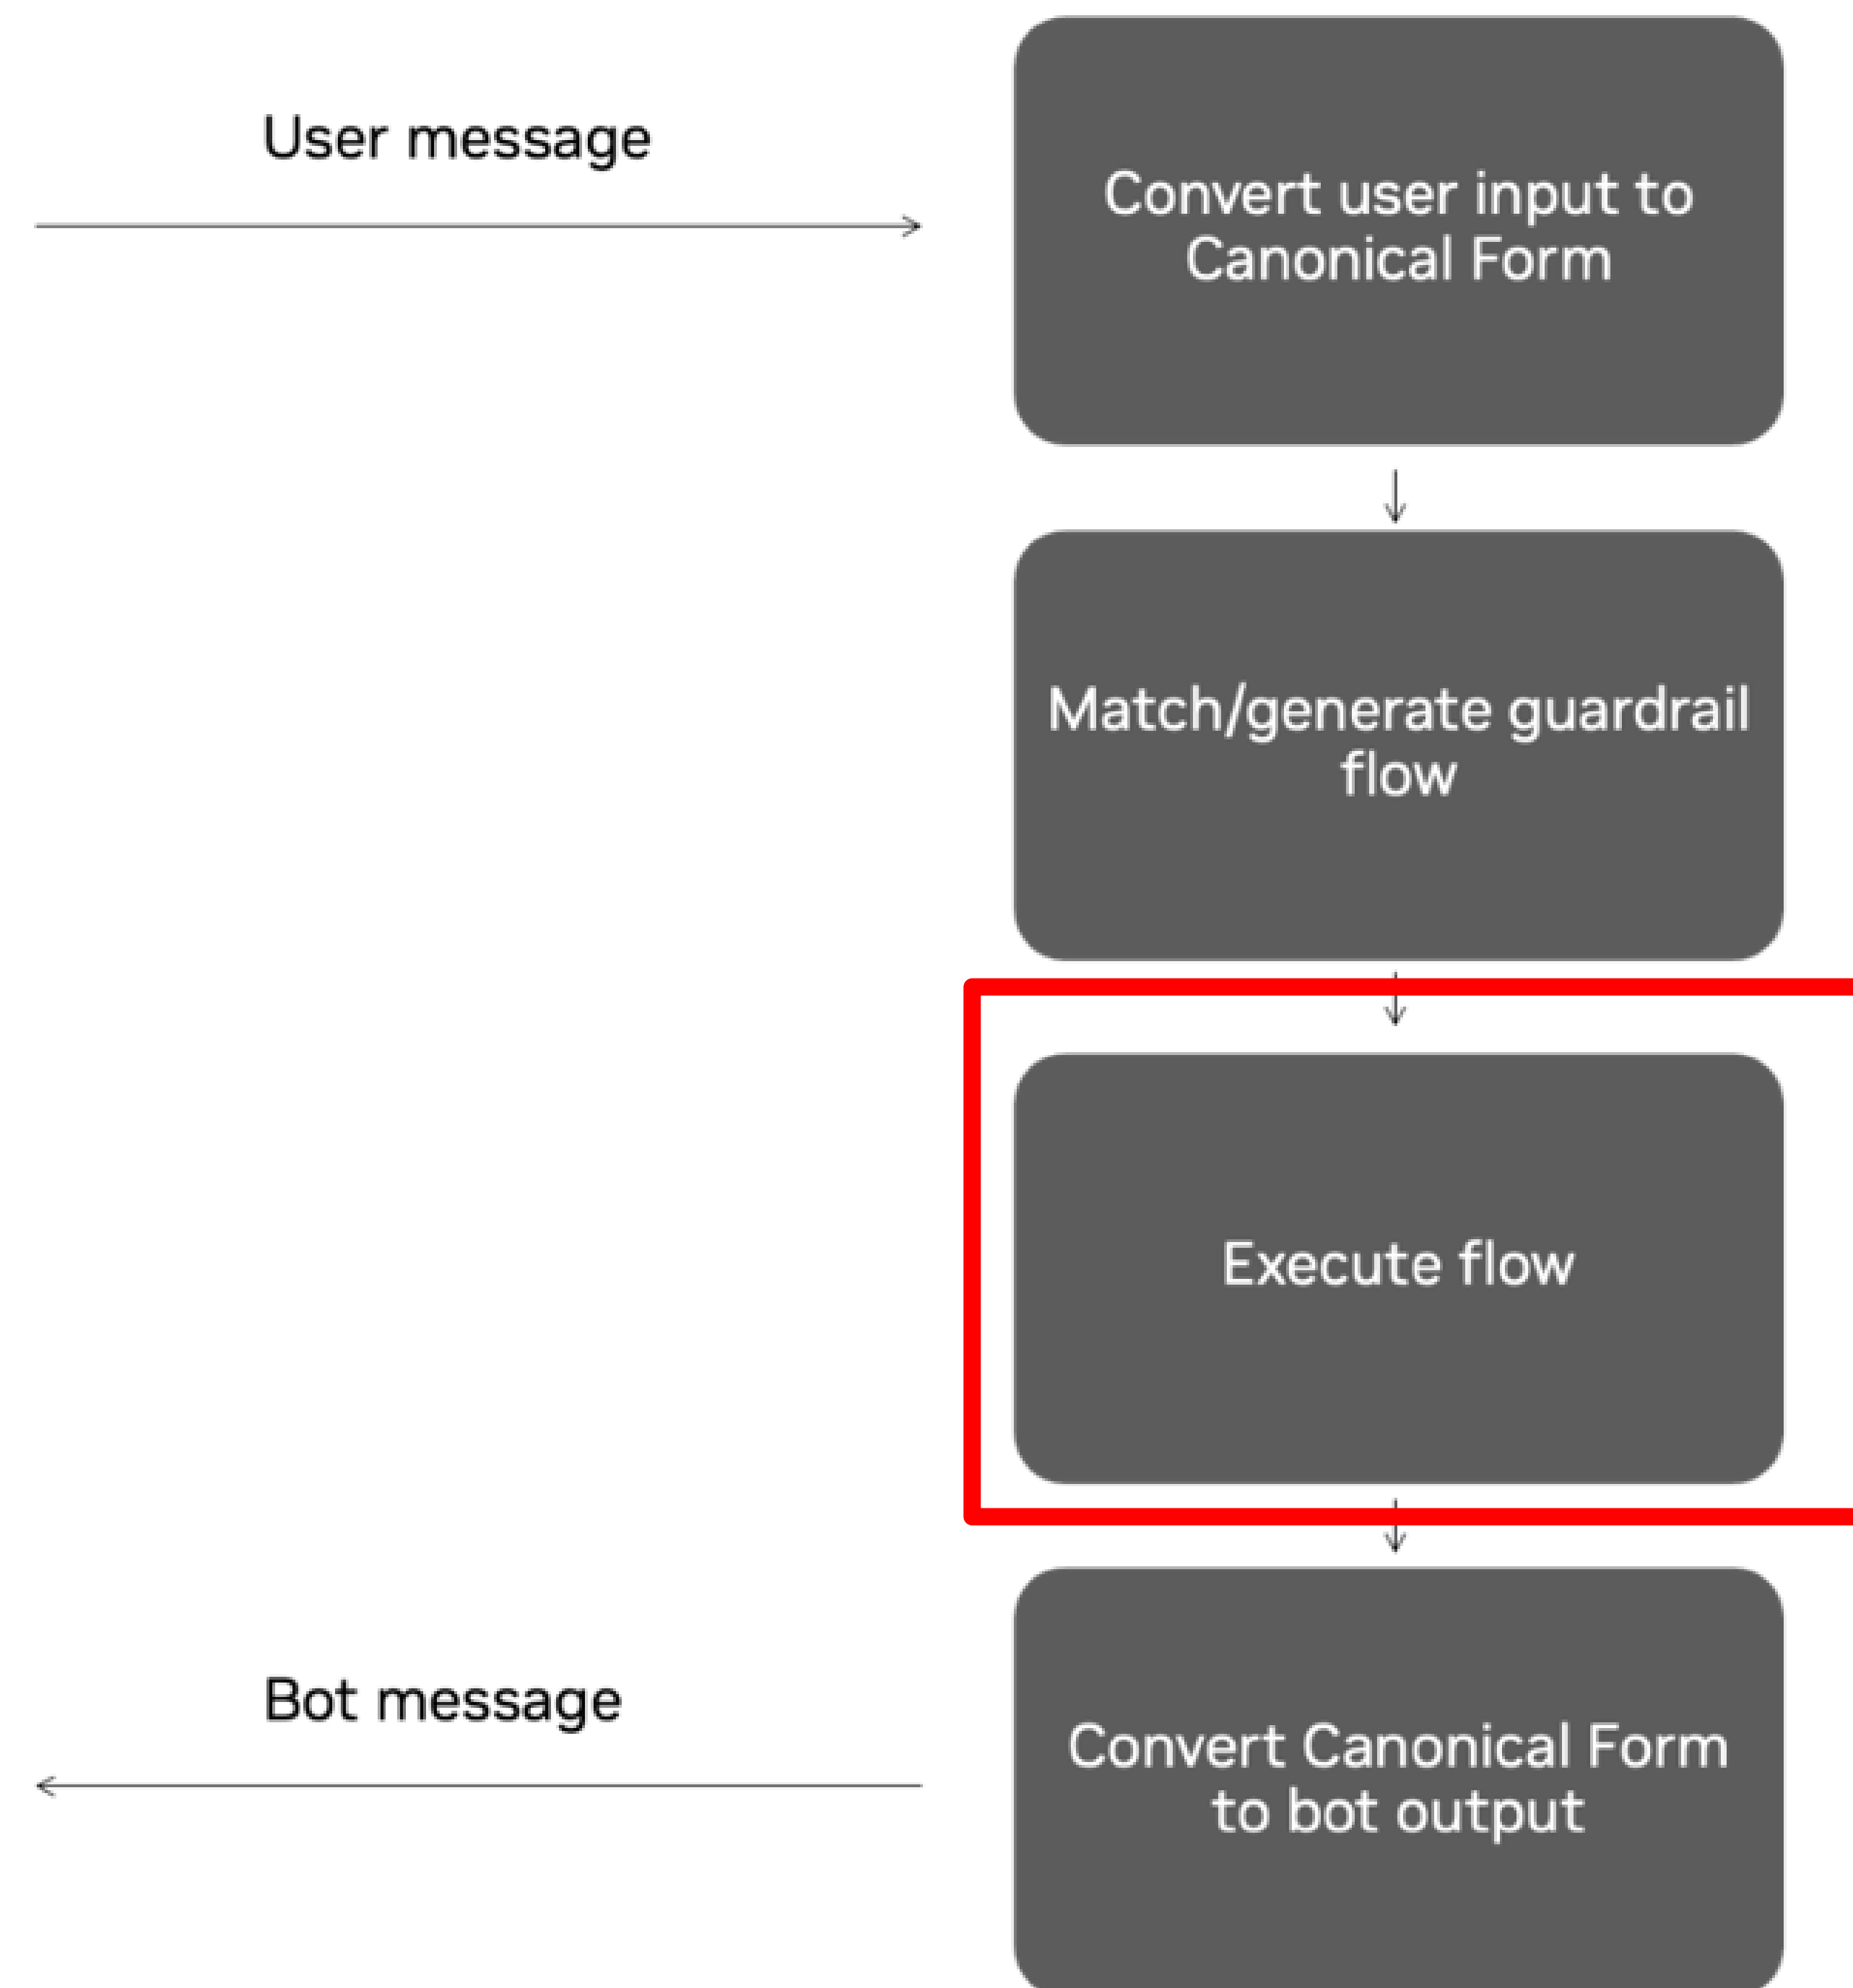 User message
Convert user input to
Canonical Form
Match/generate guardrail
flow
Execute flow
Bot message
Convert Canonical Form
to bot output